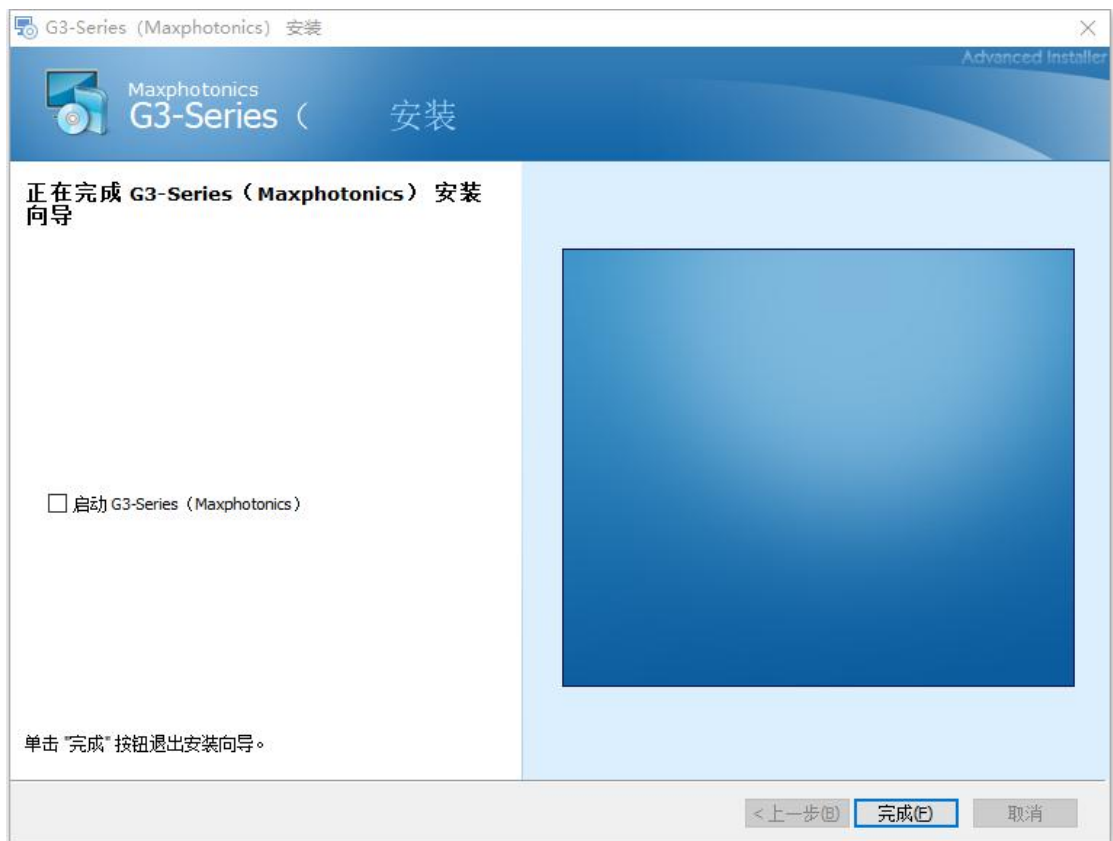 G3-Series (Maxphotonics) 安装
Advanced Installer
Maxphotonics
G3-Series（ 安装
正在完成 G3-Series（Maxphotonics） 安装
向导
启动 G3-Series（Maxphotonics）
单击 "完成" 按钮退出安装向导。
<上一步(B) 完成(F) 取消